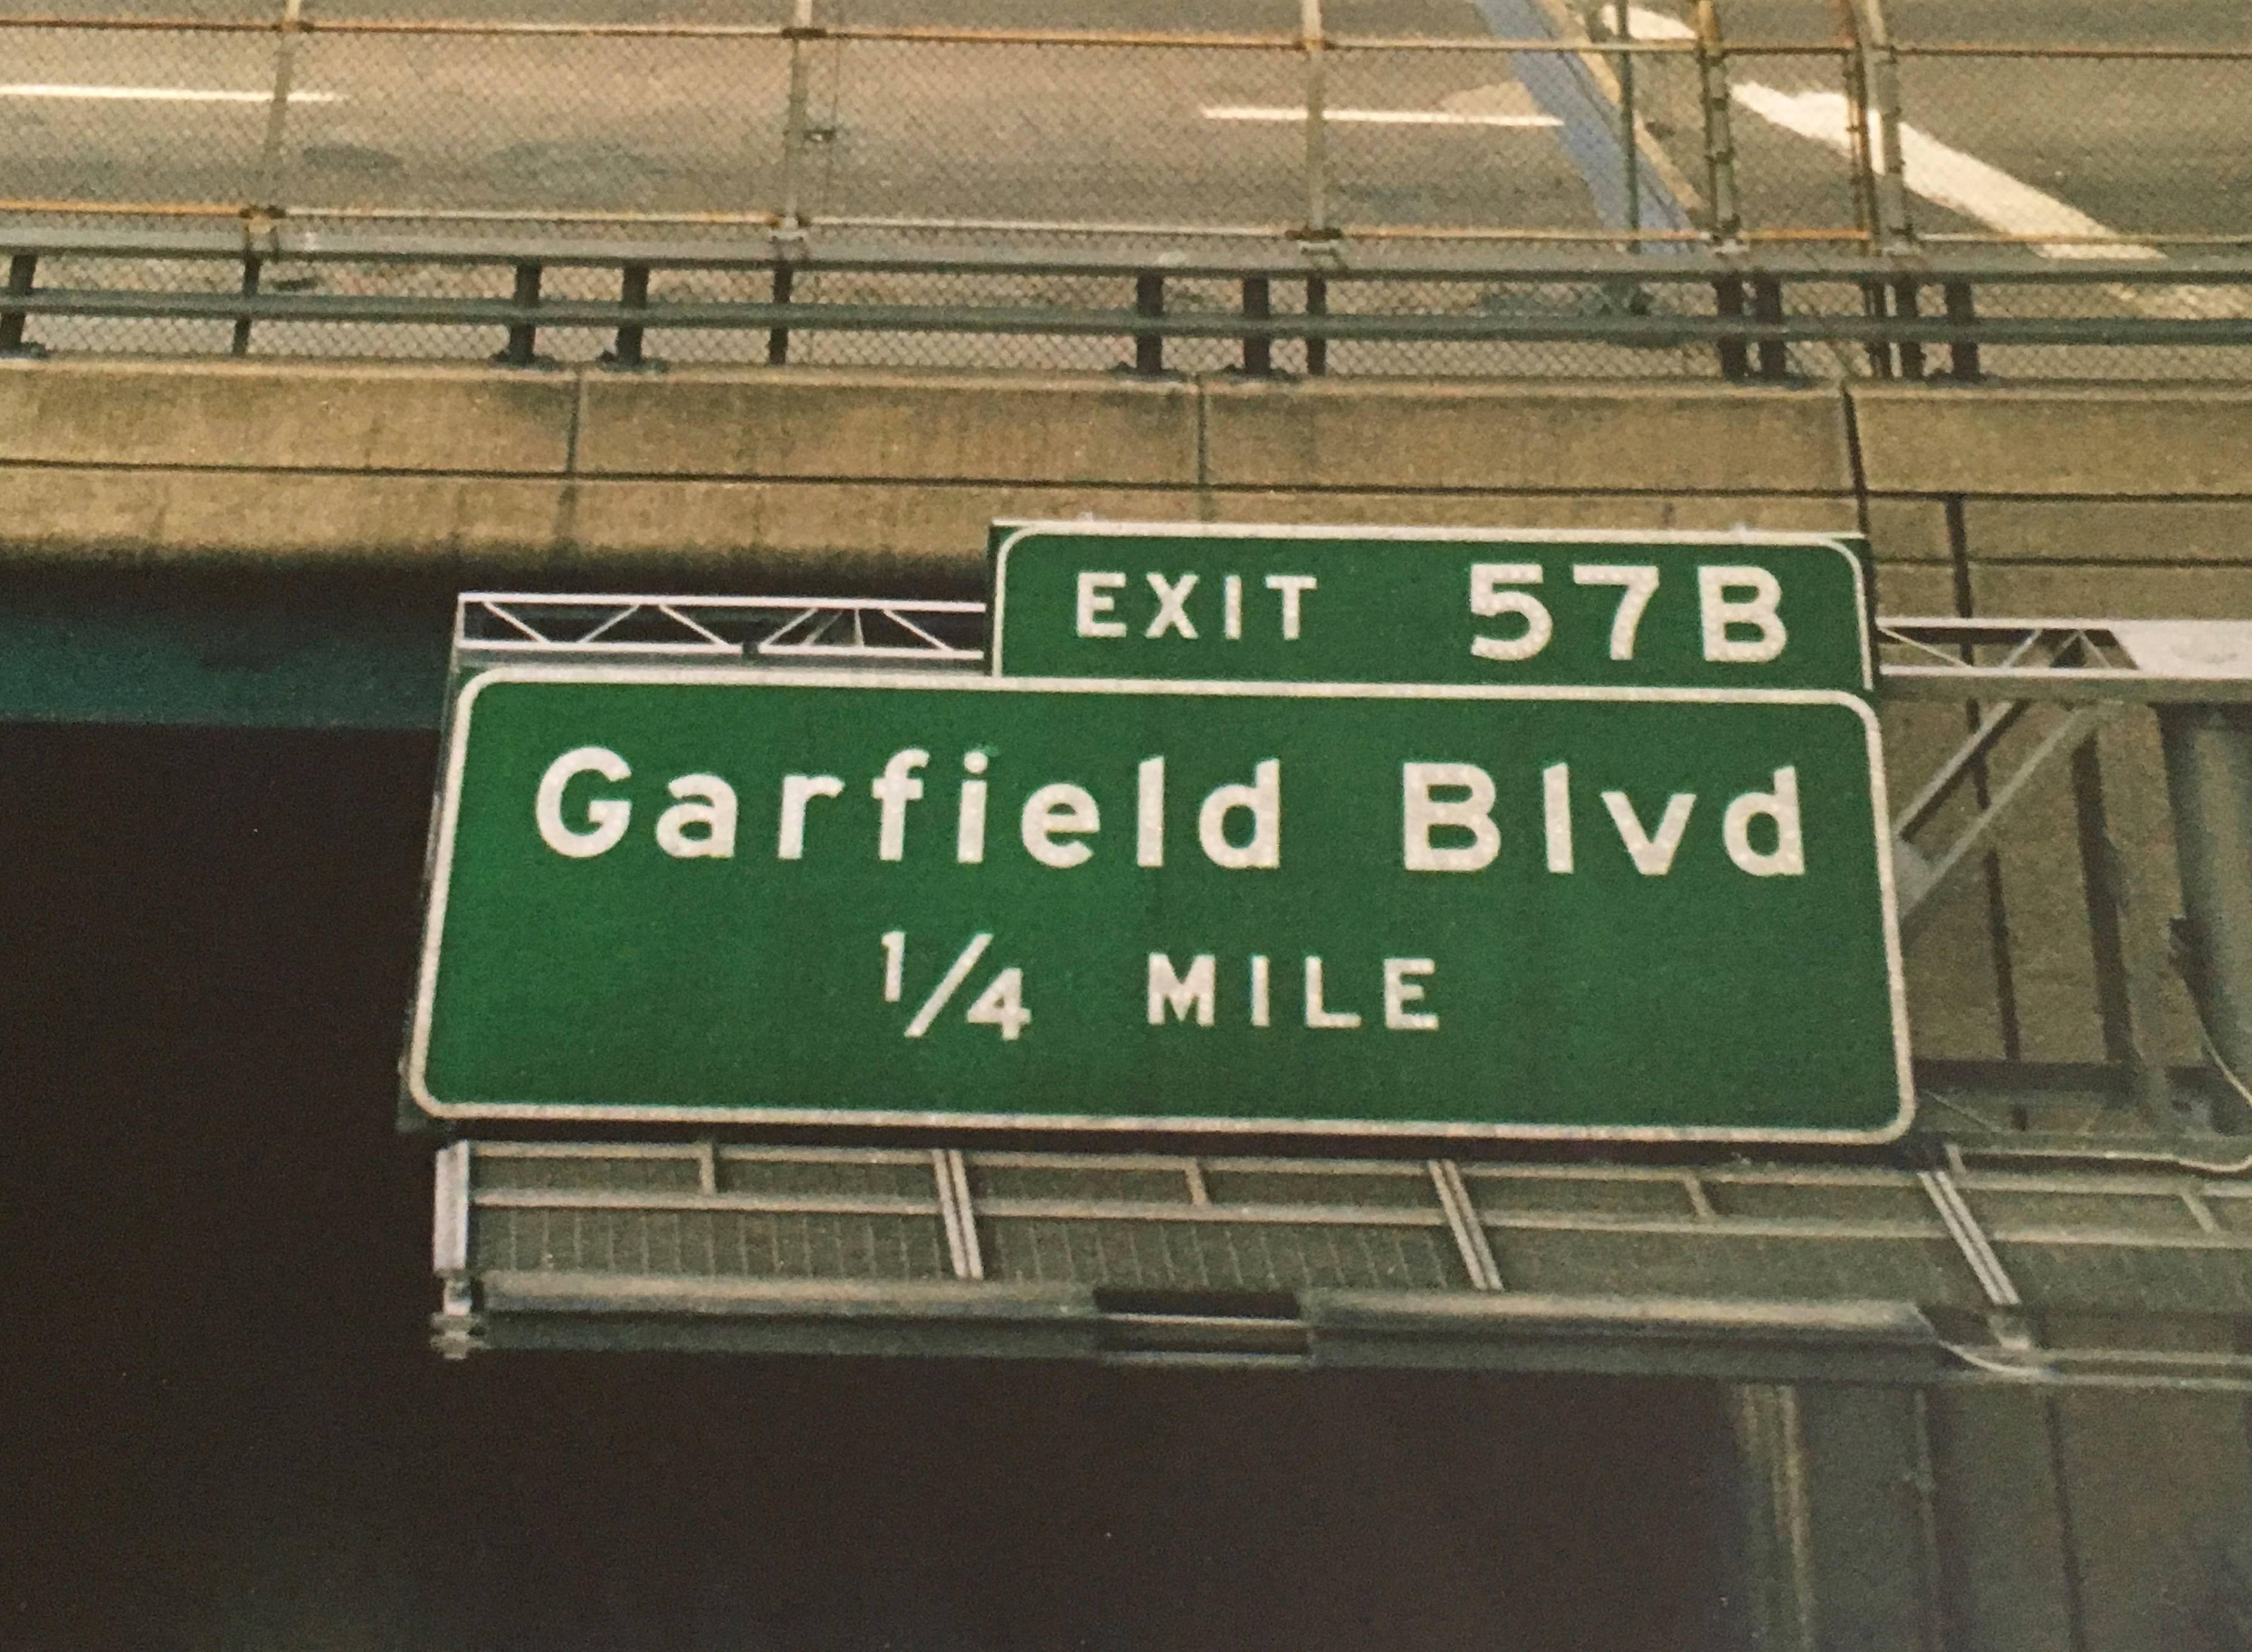 EXIT 57B
Garfield Blvd
1/4 MILE